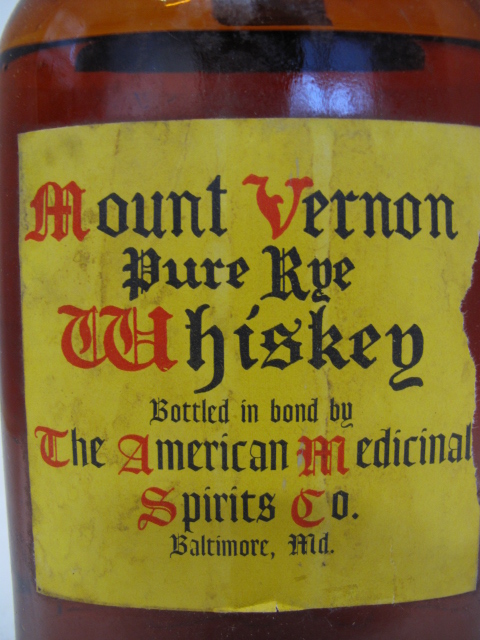 Mount Vernon
Pure Rye
Whiskey
Bottled in bond by
The American Medicinal
Spirits Co.
Baltimore, Md.